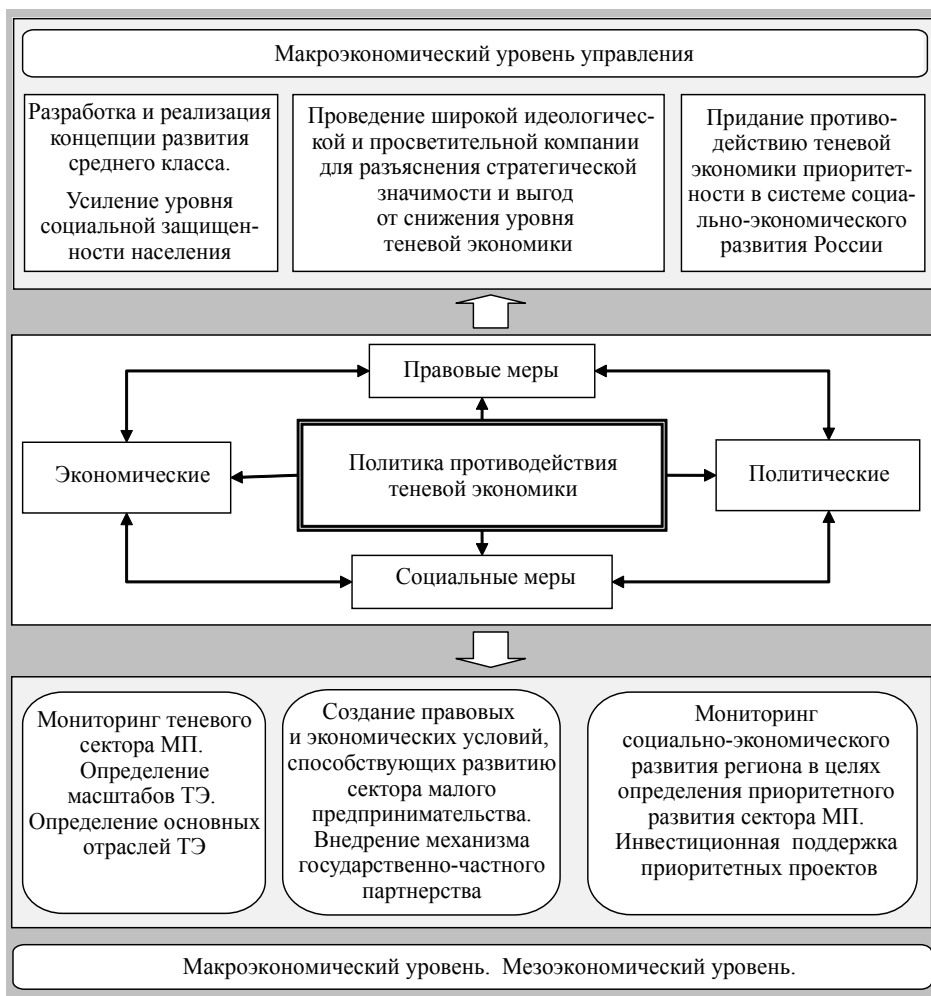 Макроэкономический уровень управления
Разработка и реализация
концепции развития
среднего класса.
Усиление уровня
социальной защищен-
ности населения
Проведение широкой идеологичес-
кой и просветительной компании
для разъяснения стратегической
значимости и выгод
от снижения уровня
теневой экономики
Придание противо-
действию теневой
экономики приоритет-
ности в системе социа-
льно-экономического
развития России
Правовые меры
Экономические
Политика противодействия
теневой экономики
Политические
Социальные меры
Мониторинг теневого
сектора МП.
Определение
масштабов ТЭ.
Определение основных
отраслей ТЭ
Создание правовых
и экономических условий,
способствующих развитию
сектора малого
предпринимательства.
Внедрение механизма
государственно-частного
партнерства
Мониторинг
социально-экономического
развития региона в целях
определения приоритетного
развития сектора МП.
Инвестиционная поддержка
приоритетных проектов
Макроэкономический уровень. Мезоэкономический уровень.